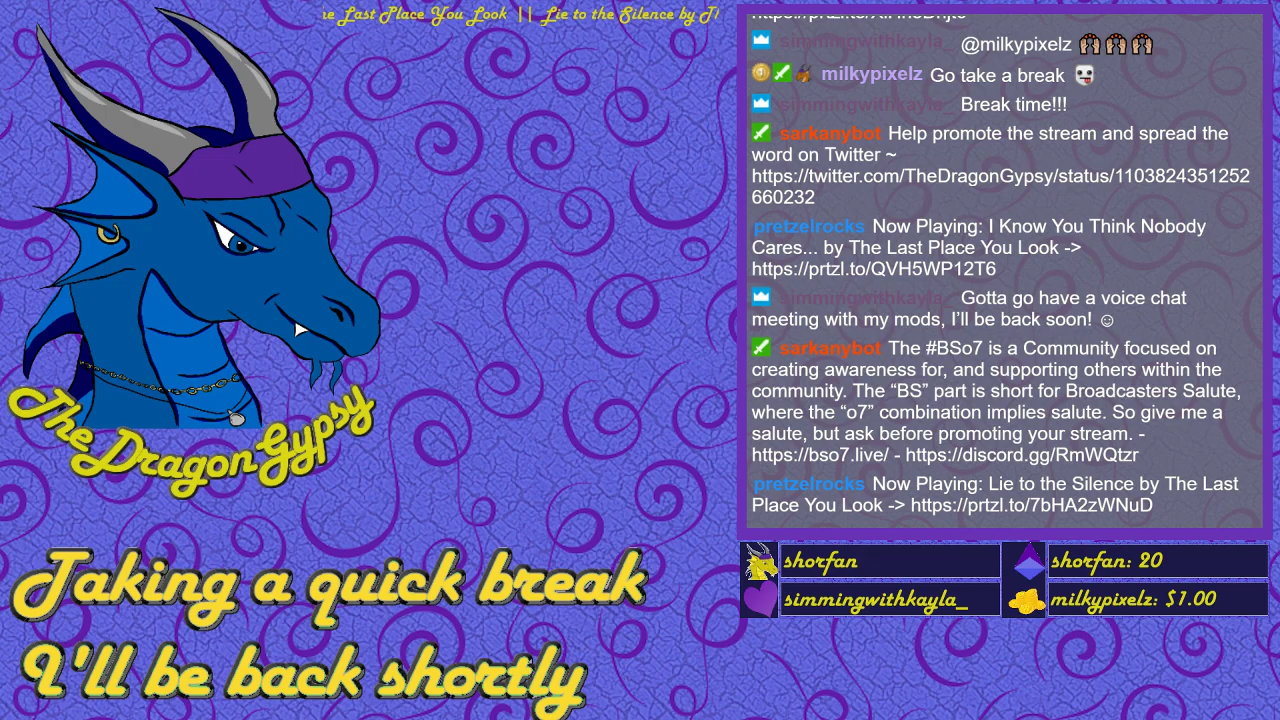 e Last Place You Look || Lie to the Silence by T
TheDragonGypsy
Taking a quick break
I'll be back shortly
simmingwithkayla_ @milkypixelz
milkypixelz Go take a break
simmingwithkayla_ Break time!!!
sarkanybot Help promote the stream and spread the
word on Twitter ~
https://twitter.com/TheDragonGypsy/status/1103824351252
660232
pretzelrocks Now Playing: I Know You Think Nobody
Cares... by The Last Place You Look ->
https://prtzl.to/QVH5WP12T6
simmingwithkayla_ Gotta go have a voice chat
meeting with my mods, I'll be back soon! ☺
sarkanybot The #BSo7 is a Community focused on
creating awareness for, and supporting others within the
community. The “BS” part is short for Broadcasters Salute,
where the “o7” combination implies salute. So give me a
salute, but ask before promoting your stream. -
https://bso7.live/ - https://discord.gg/RmWQtzr
pretzelrocks Now Playing: Lie to the Silence by The Last
Place You Look -> https://prtzl.to/7bHA2zWNuD
shorfan
shorfan: 20
simmingwithkayla_
milkypixelz: $1.00